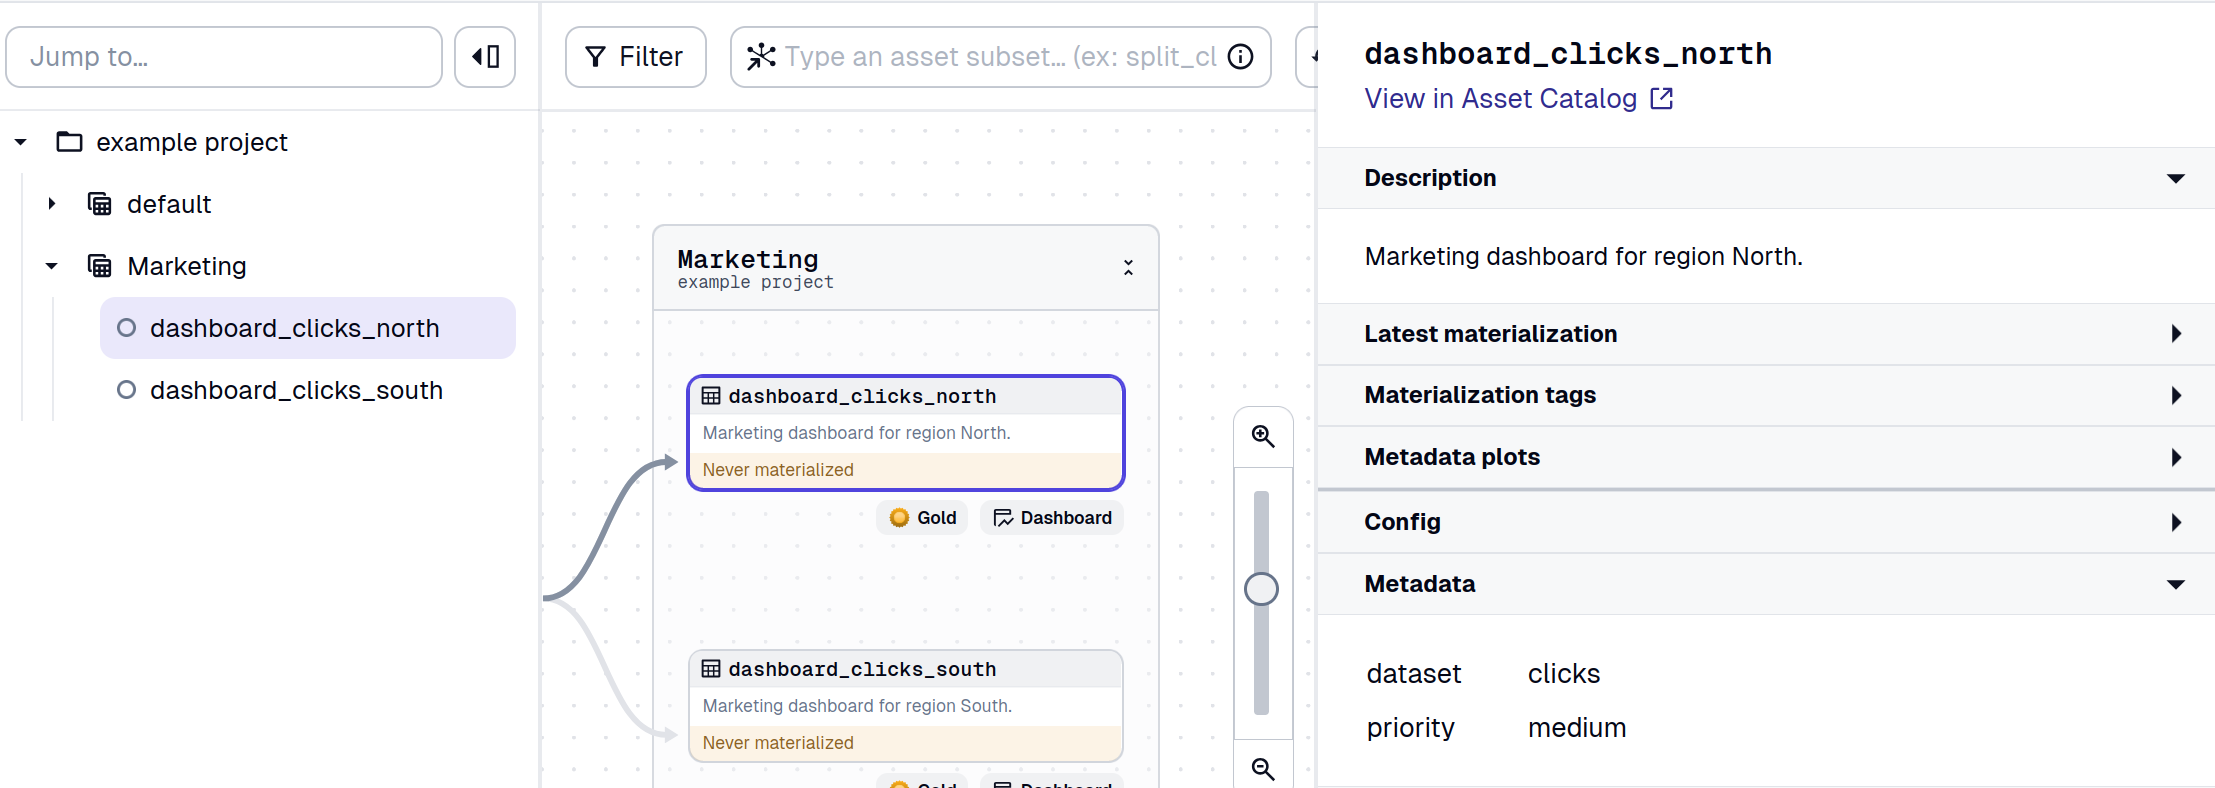 Jump to...
example project
default
Marketing
dashboard_clicks_north
dashboard_clicks_south
Filter
Type an asset subset... (ex: split_cl
Marketing
example project
dashboard_clicks_north
Marketing dashboard for region North.
Never materialized
Gold
Dashboard
dashboard_clicks_south
Marketing dashboard for region South.
Never materialized
Gold
Dashboard
dashboard_clicks_north
View in Asset Catalog
Description
Marketing dashboard for region North.
Latest materialization
Materialization tags
Metadata plots
Config
Metadata
dataset clicks
priority medium